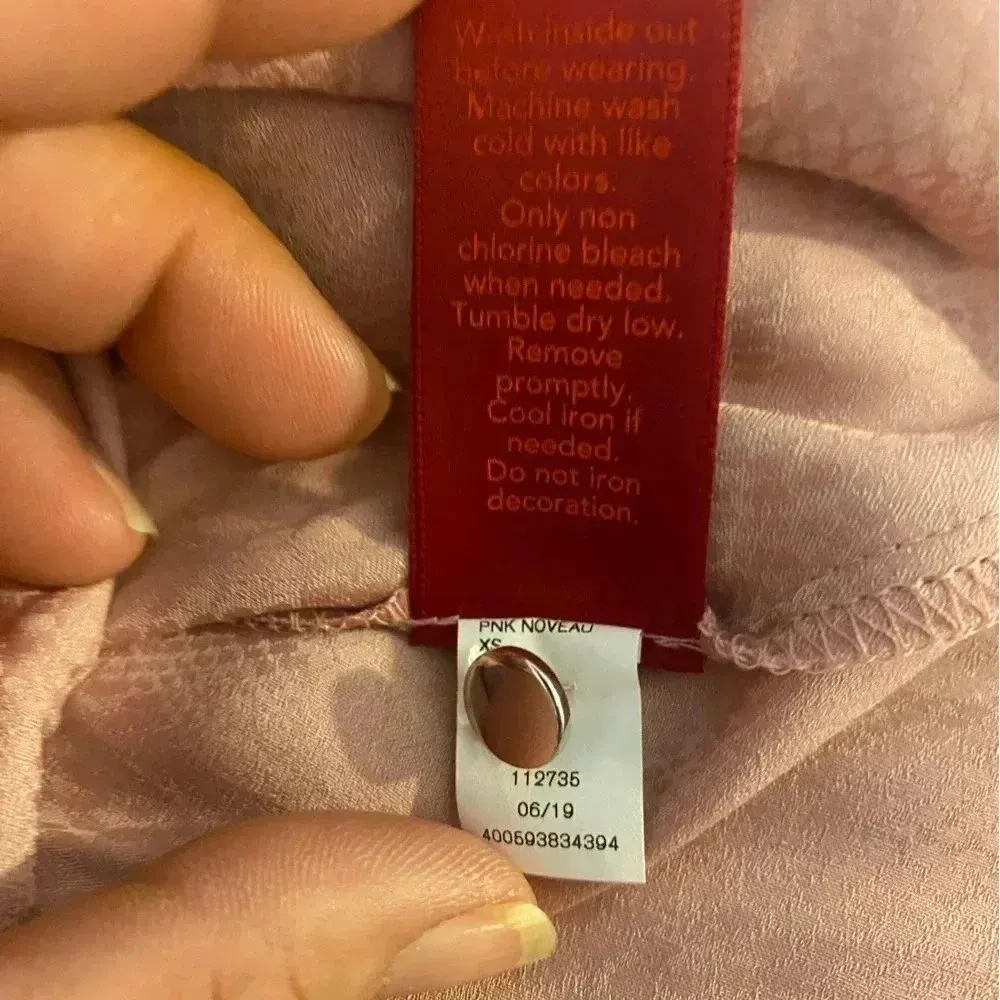 Wash inside out
before wearing.
Machine wash
cold with like
colors.
Only non
chlorine bleach
when needed.
Tumble dry low.
Remove
promptly.
Cool iron if
needed.
Do not iron
decoration.
PNK NOVEAU
XS
112735
06/19
400593834394